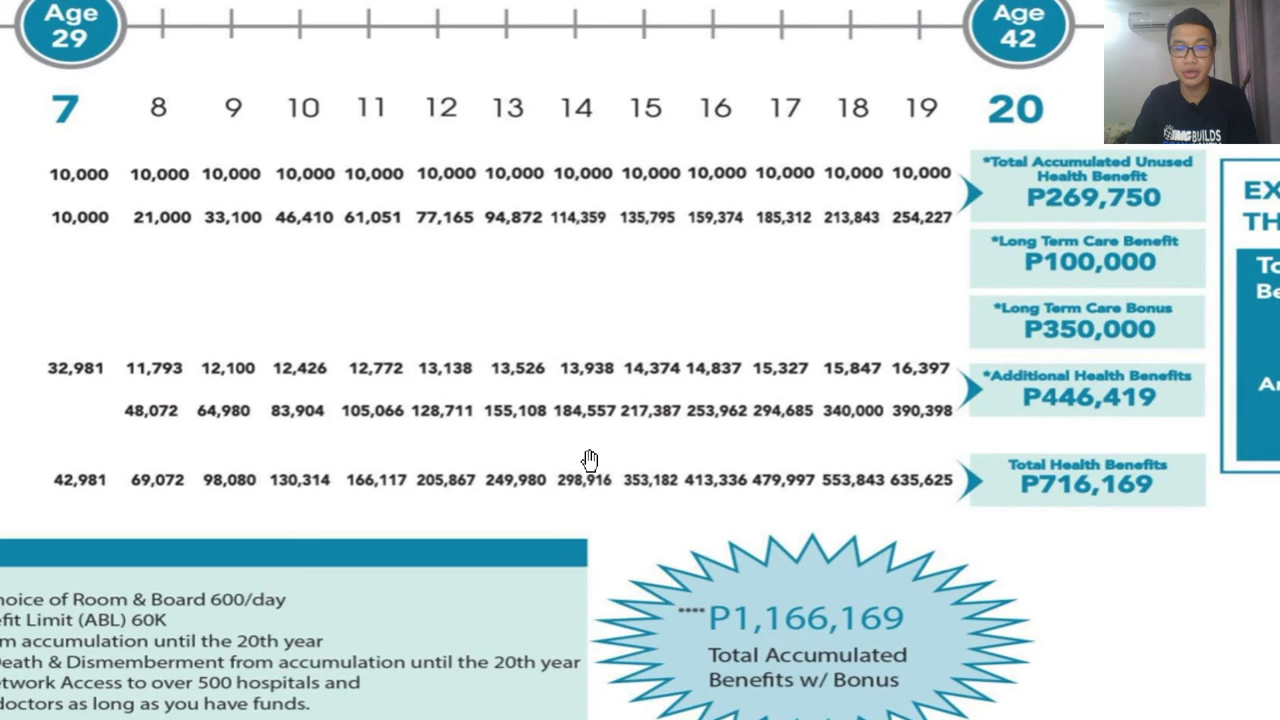 Age
29
Age
42
7 8 9 10 11 12 13 14 15 16 17 18 19 20
10,000 10,000 10,000 10,000 10,000 10,000 10,000 10,000 10,000 10,000 10,000 10,000 10,000
10,000 21,000 33,100 46,410 61,051 77,165 94,872 114,359 135,795 159,374 185,312 213,843 254,227
*Total Accumulated Unused
Health Benefit
P269,750
*Long Term Care Benefit
P100,000
*Long Term Care Bonus
P350,000
32,981 11,793 12,100 12,426 12,772 13,138 13,526 13,938 14,374 14,837 15,327 15,847 16,397
48,072 64,980 83,904 105,066 128,711 155,108 184,557 217,387 253,962 294,685 340,000 390,398
*Additional Health Benefits
P446,419
42,981 69,072 98,080 130,314 166,117 205,867 249,980 298,916 353,182 413,336 479,997 553,843 635,625
Total Health Benefits
P716,169
EX
TH
To
Be
Ar
hoice of Room & Board 600/day
efit Limit (ABL) 60K
m accumulation until the 20th year
Death & Dismemberment from accumulation until the 20th year
etwork Access to over 500 hospitals and
doctors as long as you have funds.
****P1,166,169
Total Accumulated
Benefits w/ Bonus
BUILDS